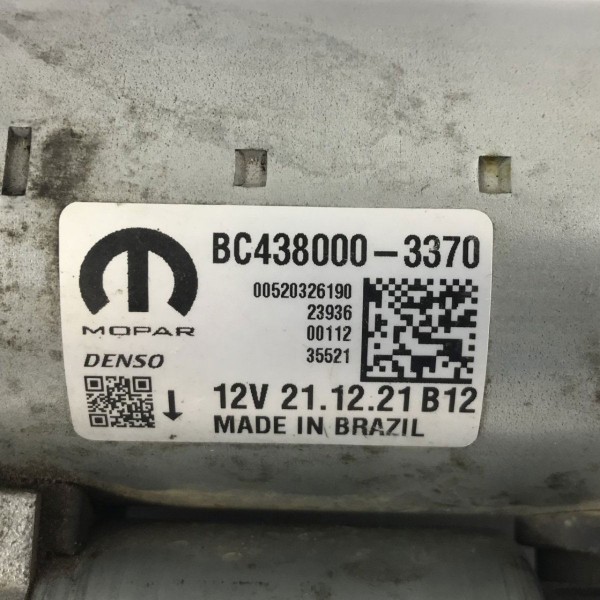 BC438000-3370
00520326190
23936
00112
35521
MOPAR
DENSO
12V 21.12.21 B12
MADE IN BRAZIL